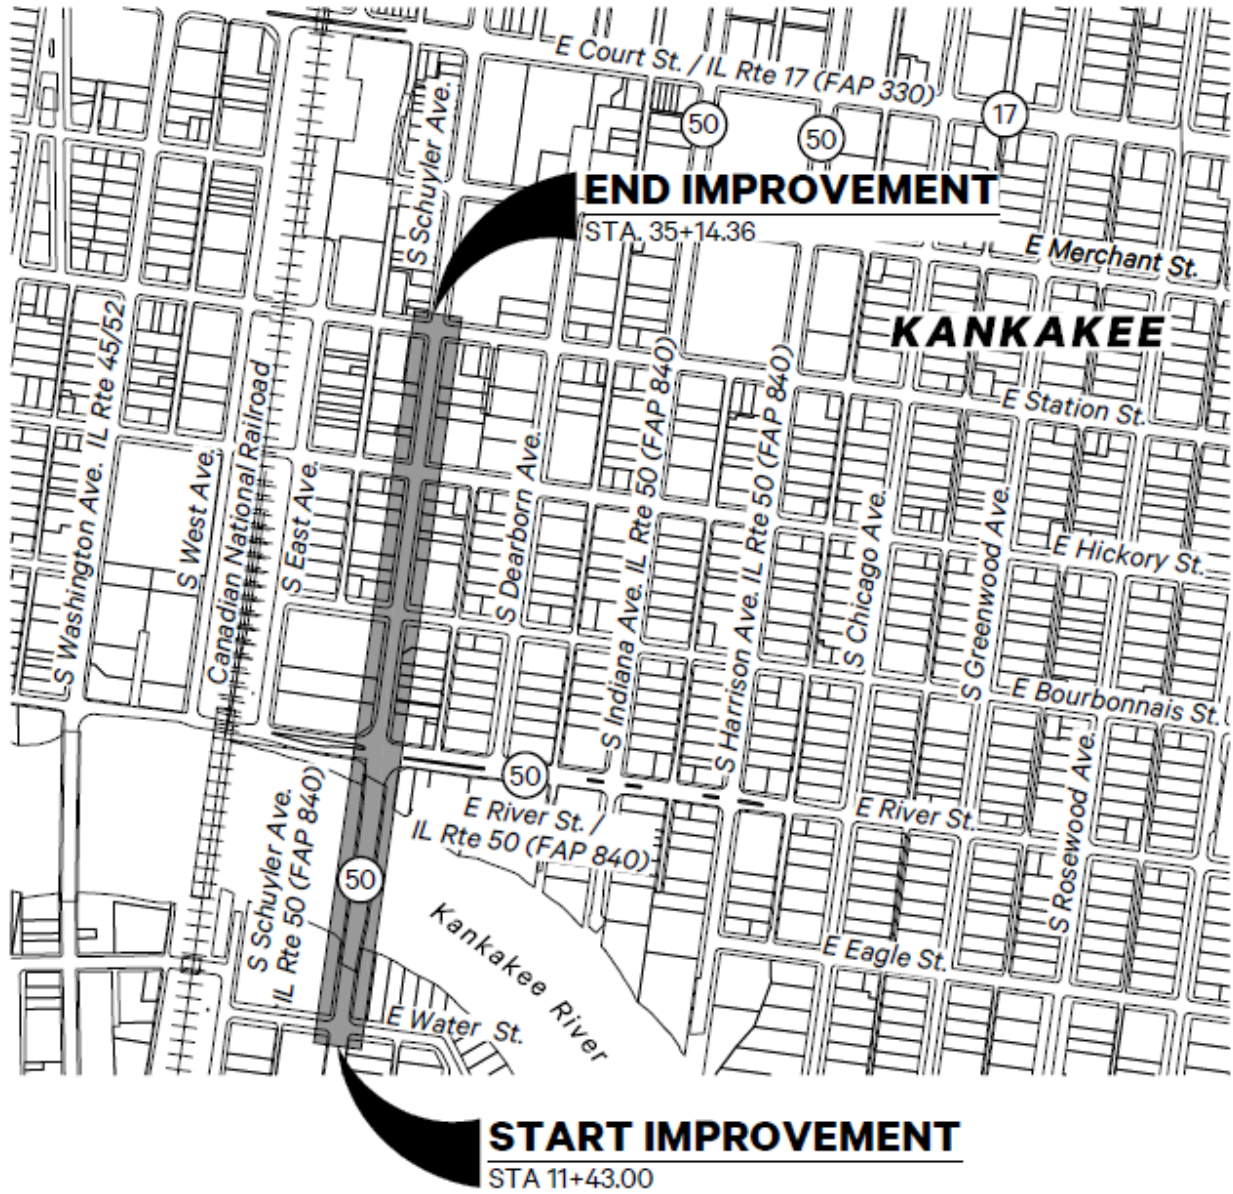 E Court St. / IL Rte 17 (FAP 330)
50
50
17
S Schuyler Ave.
END IMPROVEMENT
STA. 35+14.36
E Merchant St.
KANKAKEE
S Washington Ave. IL Rte 45/52
S West Ave.
Canadian National Railroad
S East Ave.
S Dearborn Ave.
S Indiana Ave. IL Rte 50 (FAP 840)
S Harrison Ave. IL Rte 50 (FAP 840)
S Chicago Ave.
S Greenwood Ave.
E Station St.
E Hickory St.
E Bourbonnais St.
S Rosewood Ave.
50
E River St. /
IL Rte 50 (FAP 840)
E River St.
S Schuyler Ave.
IL Rte 50 (FAP 840)
50
Kankakee River
E Eagle St.
E Water St.
START IMPROVEMENT
STA 11+43.00